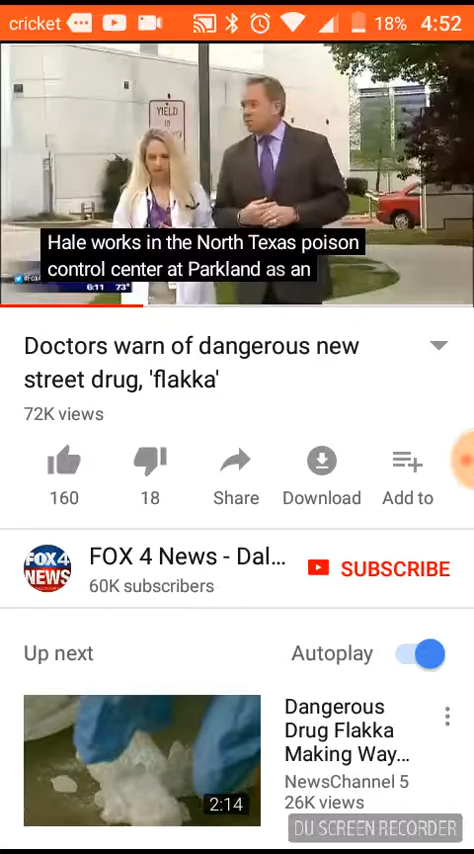 cricket 18% 4:52
YIELD
Hale works in the North Texas poison
control center at Parkland as an
6:11 73°
Doctors warn of dangerous new
street drug, 'flakka'
72K views
160 18 Share Download Add to
FOX 4
NEWS
FOX 4 News - Dal...
60K subscribers
SUBSCRIBE
Up next Autoplay
2:14
Dangerous
Drug Flakka
Making Way...
NewsChannel 5
26K views
DU SCREEN RECORDER